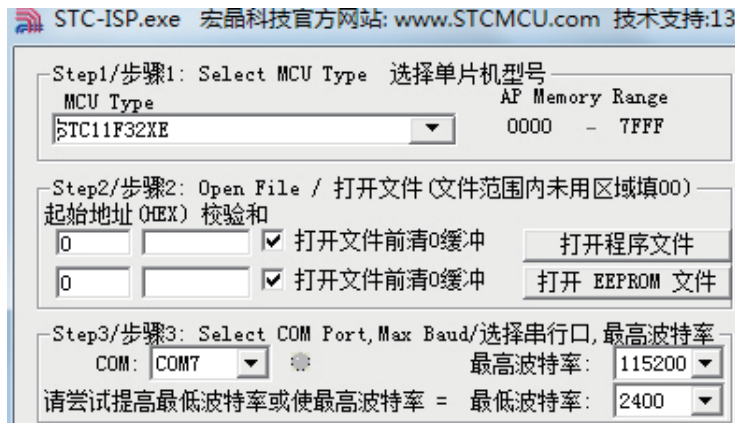 STC-ISP.exe 宏晶科技官方网站: www.STCMCU.com 技术支持:13
Step1/步骤1: Select MCU Type 选择单片机型号
MCU Type AP Memory Range
STC11F32XE 0000 - 7FFF
Step2/步骤2: Open File / 打开文件(文件范围内未用区域填00)
起始地址(HEX) 校验和
0 打开文件前清0缓冲 打开程序文件
0 打开文件前清0缓冲 打开 EEPROM 文件
Step3/步骤3: Select COM Port,Max Baud/选择串行口,最高波特率
COM: COM7 最高波特率: 115200
请尝试提高最低波特率或使最高波特率 = 最低波特率: 2400